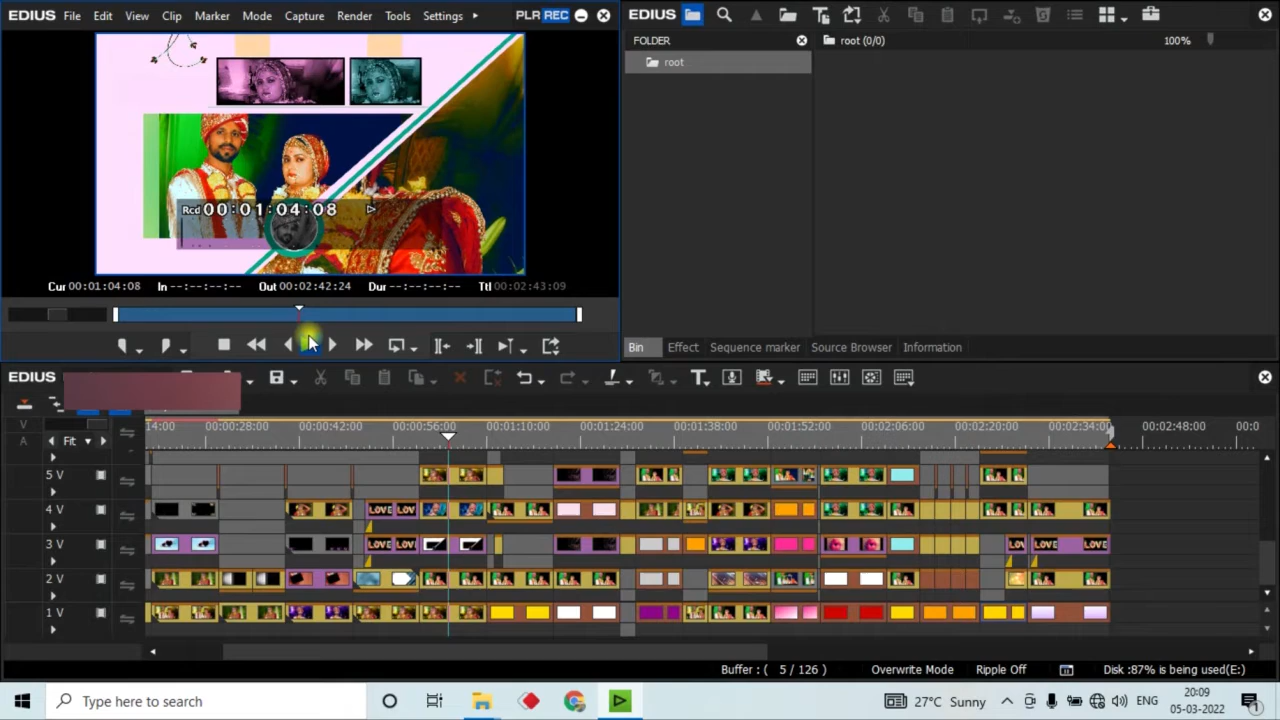 EDIUS File Edit View Clip Marker Mode Capture Render Tools Settings PLR REC
Rcd 00:01:04:08
Cur 00:01:04:08 In --:--:--:-- Out 00:02:42:24 Dur --:--:--:-- Ttl 00:02:43:09
EDIUS
FOLDER
root (0/0) 100%
root
Bin Effect Sequence marker Source Browser Information
EDIUS
V
A Fit
14:00 00:00:28:00 00:00:42:00 00:00:56:00 00:01:10:00 00:01:24:00 00:01:38:00 00:01:52:00 00:02:06:00 00:02:20:00 00:02:34:00 00:02:48:00 00:0
5 V
4 V LOVE LOV
3 V LOVE LOV LOV LOVE LOVE
2 V
1 V
Buffer : ( 5 / 126 ) Overwrite Mode Ripple Off Disk :87% is being used(E:)
Type here to search
27°C Sunny ENG
20:09
05-03-2022
1